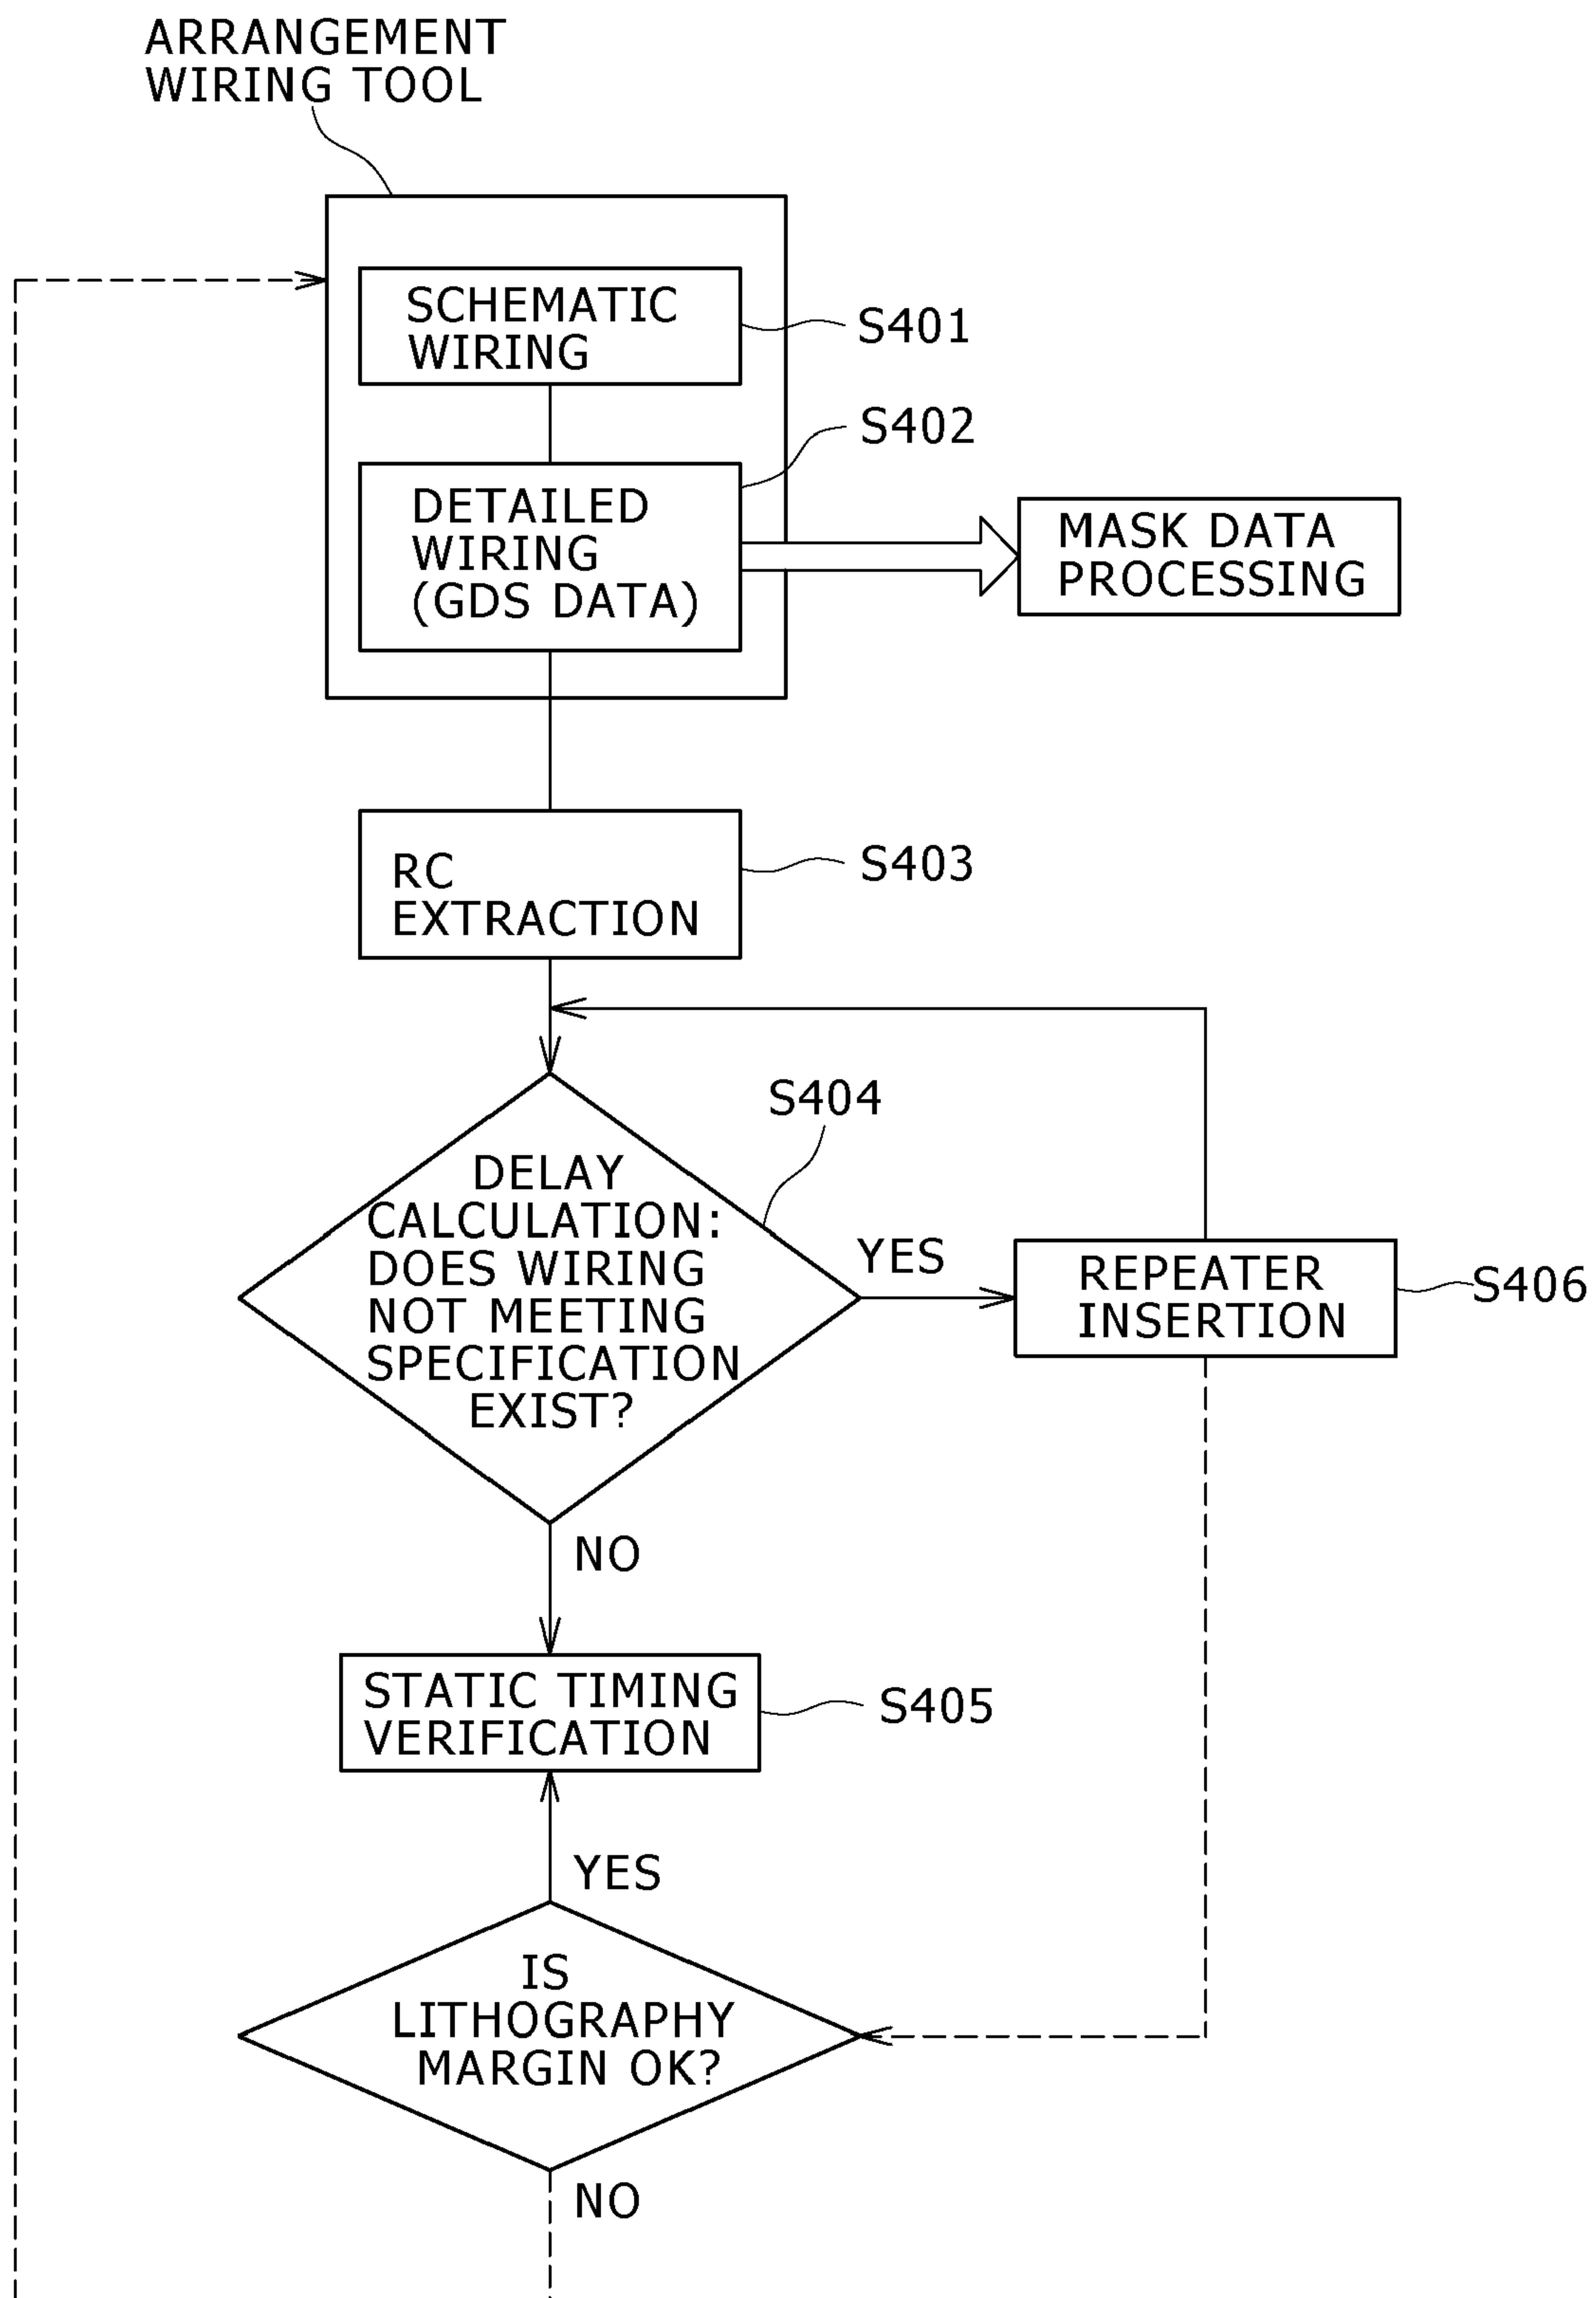 ARRANGEMENT
WIRING TOOL
SCHEMATIC
WIRING
S401
S402
DETAILED
WIRING
(GDS DATA)
MASK DATA
PROCESSING
RC
EXTRACTION
S403
S404
DELAY
CALCULATION:
DOES WIRING
NOT MEETING
SPECIFICATION
EXIST?
YES
REPEATER
INSERTION
S406
NO
STATIC TIMING
VERIFICATION
S405
YES
IS
LITHOGRAPHY
MARGIN OK?
NO